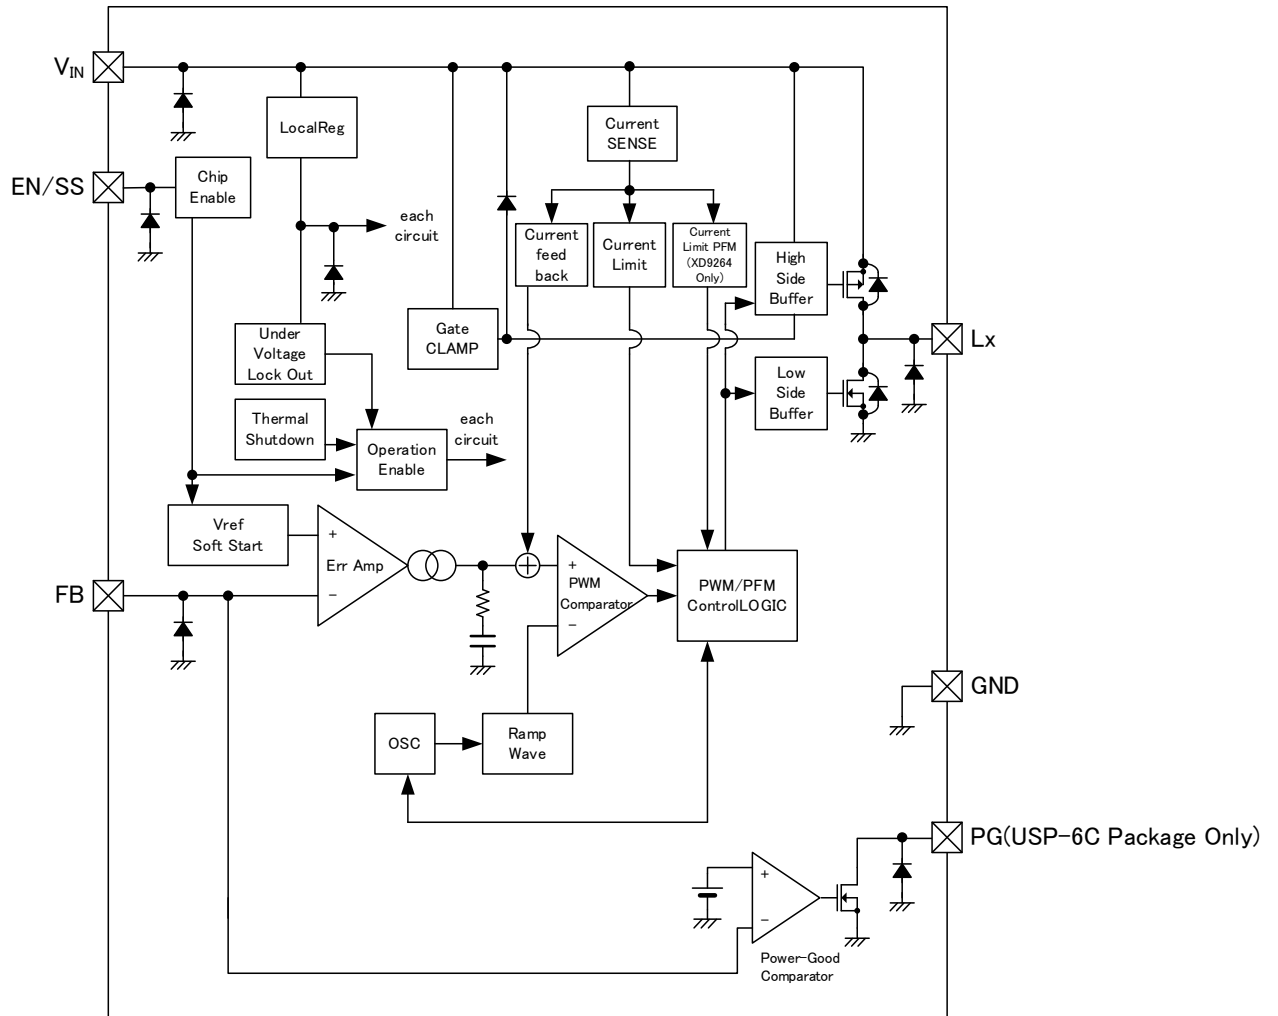 VIN
LocalReg
Current
SENSE
EN/SS
Chip
Enable
each
circuit
Current
feed
back
Current
Limit
Current
Limit PFM
(XD9264
Only)
High
Side
Buffer
Under
Voltage
Lock Out
Gate
CLAMP
Lx
Low
Side
Buffer
Thermal
Shutdown
Operation
Enable
each
circuit
Vref
Soft Start
+
Err Amp
−
+
PWM
Comparator
−
PWM/PFM
ControlLOGIC
FB
GND
OSC
Ramp
Wave
PG(USP-6C Package Only)
+
−
Power-Good
Comparator